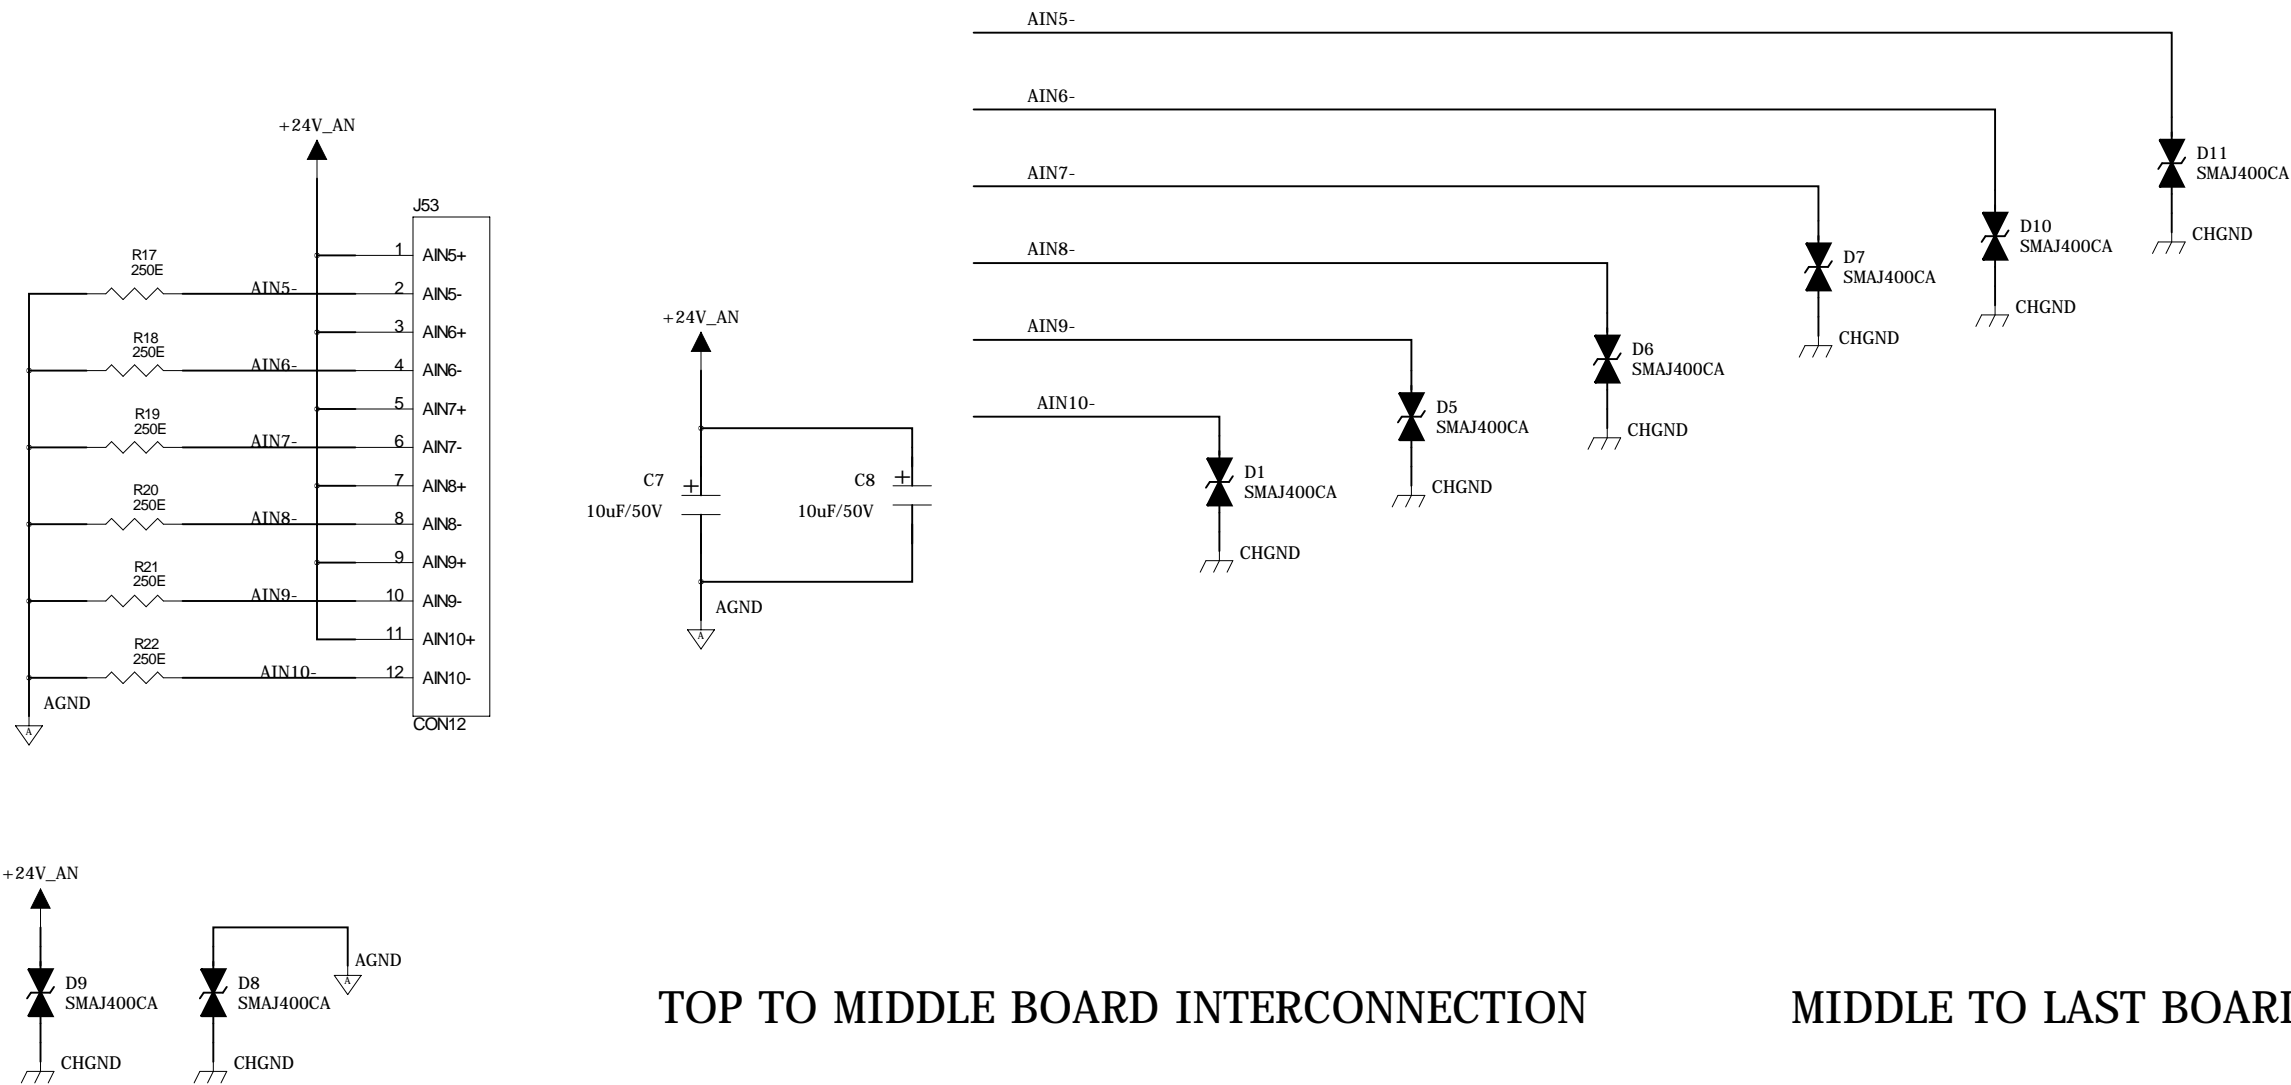 AIN5-
AIN6-
+24V_AN
D11
SMAJ400CA
AIN7-
J53
D10
SMAJ400CA
CHGND
AIN8-
R17
250E
1
AIN5+
D7
SMAJ400CA
AIN5-
2
AIN5-
CHGND
+24V_AN
AIN9-
3
AIN6+
R18
250E
CHGND
D6
SMAJ400CA
AIN6-
4
AIN6-
AIN10-
5
AIN7+
D5
SMAJ400CA
R19
250E
CHGND
AIN7-
6
AIN7-
C7
10uF/50V
C8
10uF/50V
D1
SMAJ400CA
7
AIN8+
CHGND
R20
250E
AIN8-
8
AIN8-
CHGND
9
AIN9+
R21
250E
AIN9-
10
AIN9-
AGND
A
11
AIN10+
R22
250E
AIN10-
12
AIN10-
AGND
A
CON12
+24V_AN
AGND
A
D9
SMAJ400CA
D8
SMAJ400CA
TOP TO MIDDLE BOARD INTERCONNECTION
MIDDLE TO LAST
CHGND
CHGND